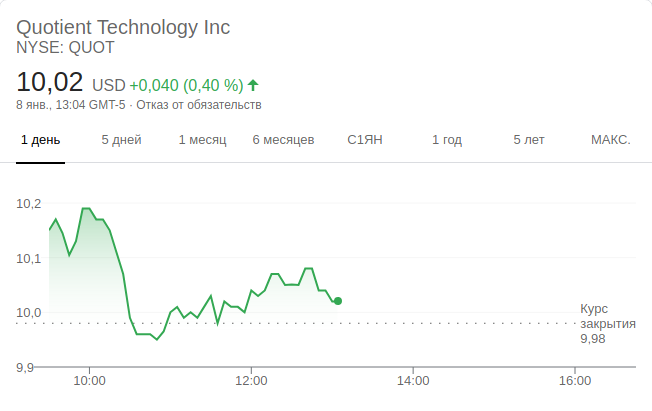 Quotient Technology Inc
NYSE: QUOT
10,02 USD +0,040 (0,40 %)
8 янв., 13:04 GMT-5 · Отказ от обязательств
1 день 5 дней 1 месяц 6 месяцев С1ЯН 1 год 5 лет МАКС.
10,2
10,1
10,0
9,9
Курс
закрытия
9,98
10:00 12:00 14:00 16:00